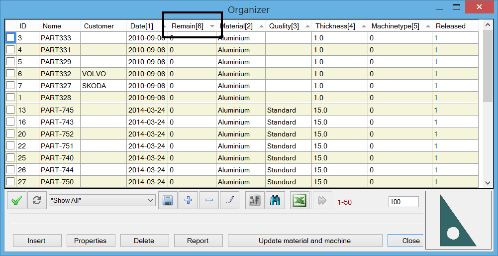 Organizer
ID Name Customer Date[1] Remain[6] Material[2] Quality[3] Thickness[4] Machinetype[5] Released
3 PART333 2010-09-06 0 Aluminium 1.0 0 1
4 PART331 2010-09-06 0 Aluminium 1.0 0 1
5 PART329 2010-09-06 0 Aluminium 1.0 0 1
6 PART332 VOLVO 2010-09-06 0 Aluminium 1.0 0 1
7 PART327 SKODA 2010-09-06 0 Aluminium 1.0 0 1
1 PART328 2010-09-06 0 Aluminium 1.0 0 1
13 PART-745 2014-03-24 0 Aluminium Standard 15.0 0 1
16 PART-743 2014-03-24 0 Aluminium Standard 15.0 0 1
20 PART-752 2014-03-24 0 Aluminium Standard 15.0 0 1
22 PART-751 2014-03-24 0 Aluminium Standard 15.0 0 1
25 PART-740 2014-03-24 0 Aluminium Standard 15.0 0 1
26 PART-744 2014-03-24 0 Aluminium Standard 15.0 0 1
27 PART-750 2014-03-24 0 Aluminium Standard 15.0 0 1
"Show All" 1-50 100
Insert Properties Delete Report Update material and machine Close